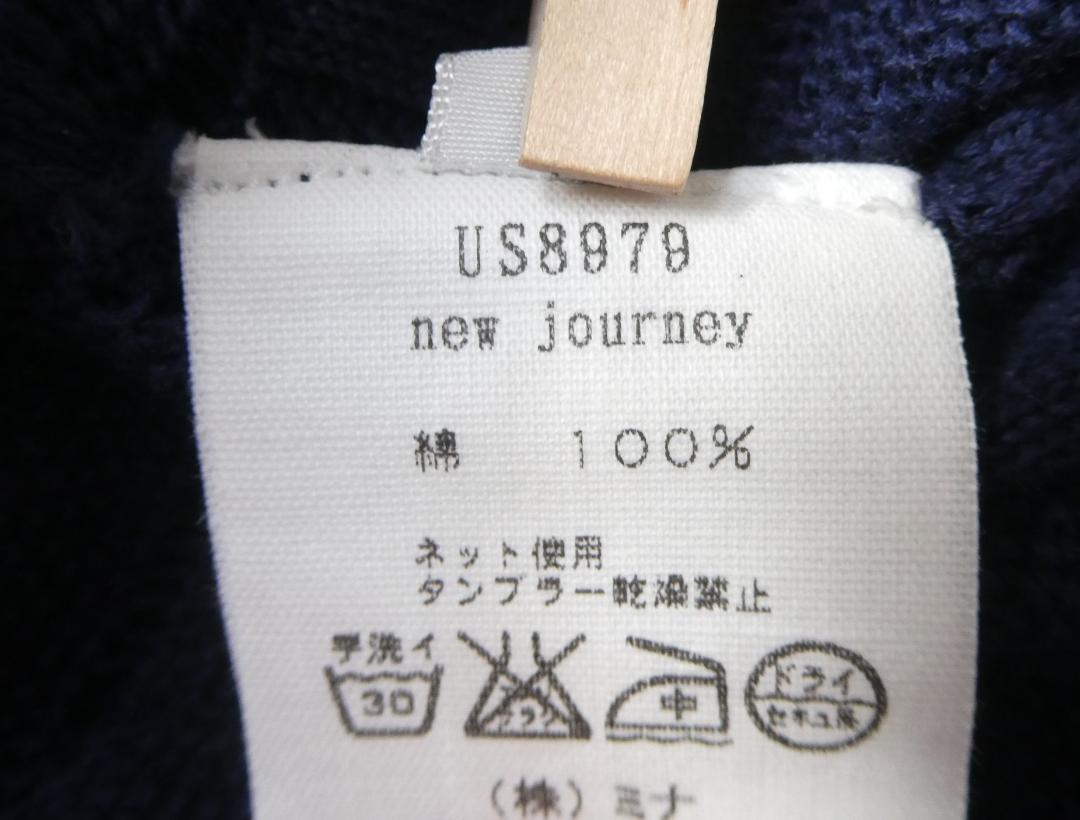 US8979
new journey
綿 100%
ネット使用
タンブラー乾燥禁止
手洗イ
30
中
ドライ
セキユ系
(株)ミナ